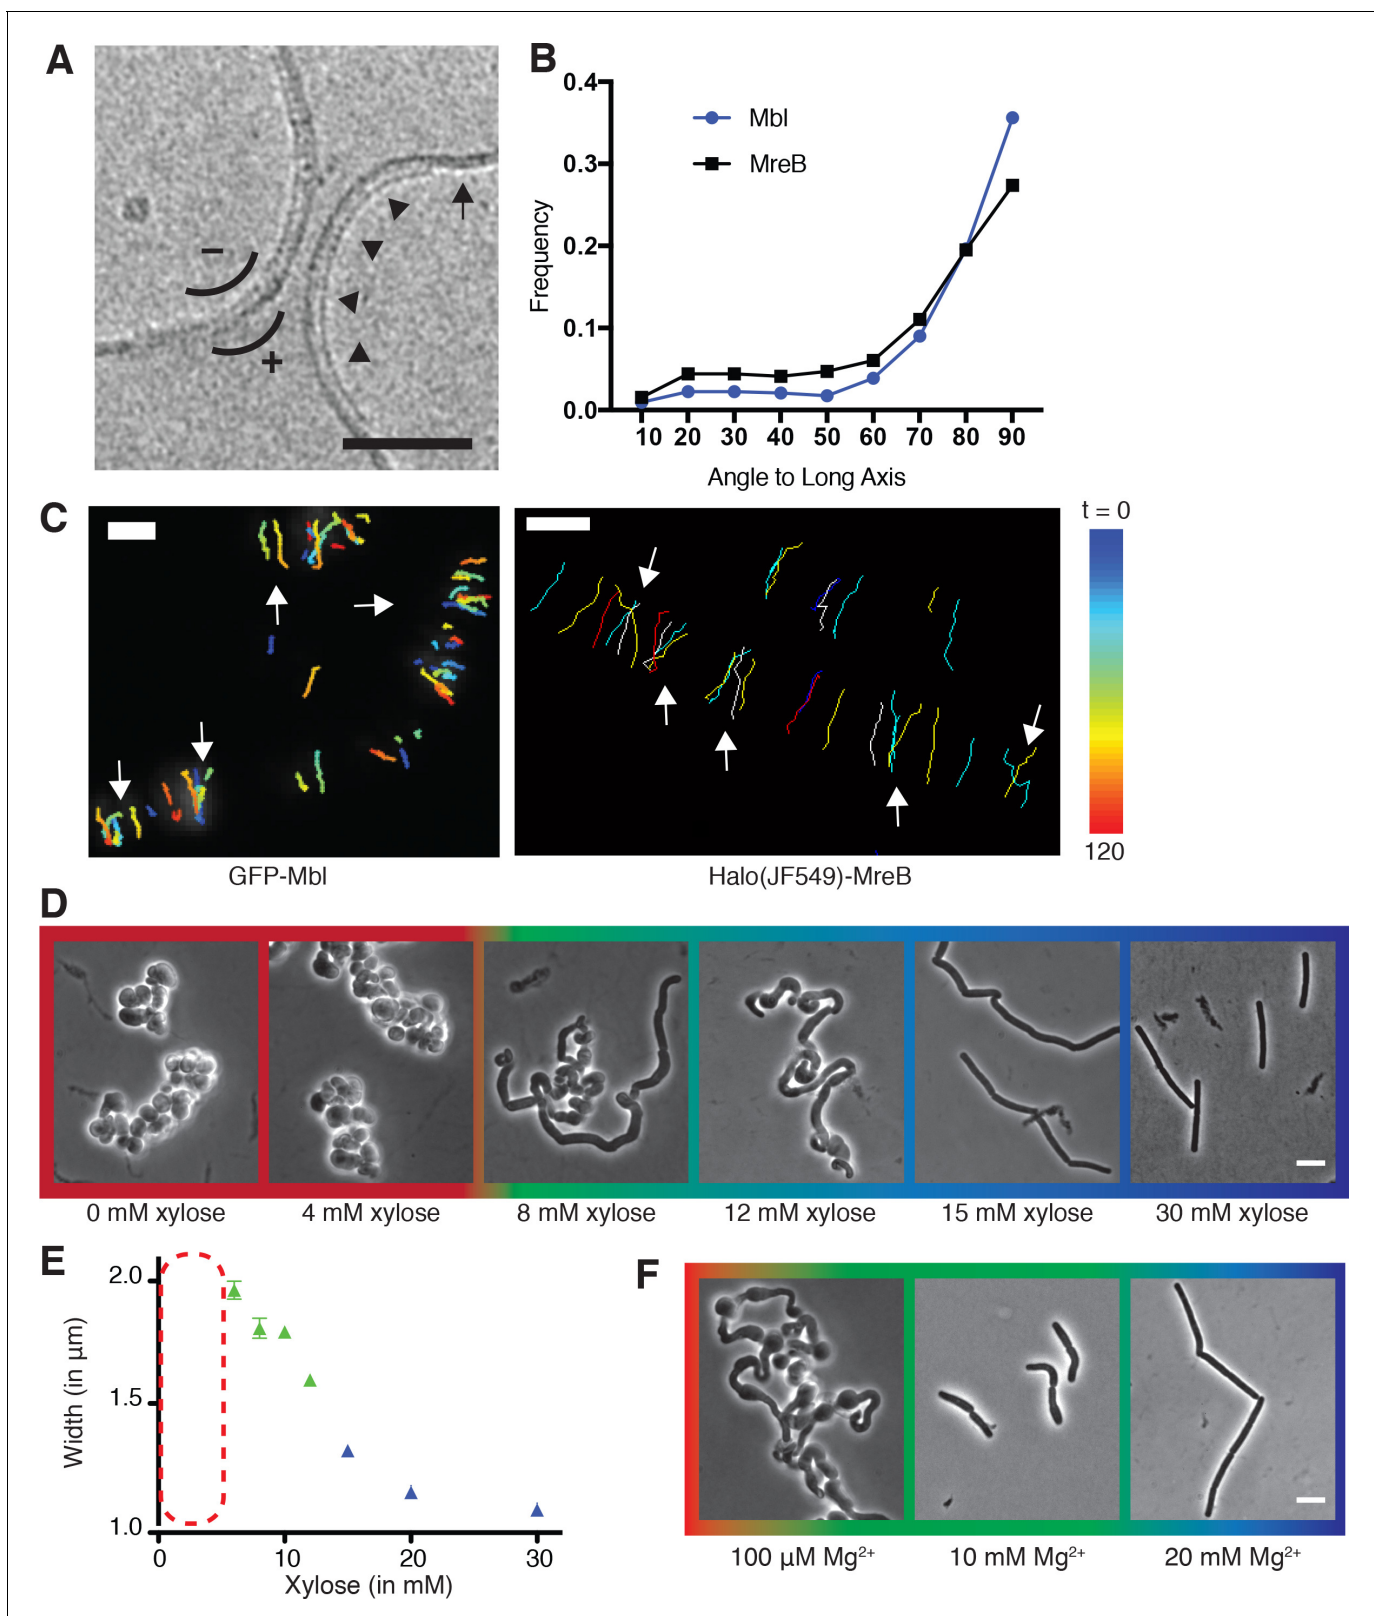 A
−
+
B
0.4
0.3
0.2
0.1
0.0
Frequency
Mbl
MreB
10 20 30 40 50 60 70 80 90
Angle to Long Axis
C
GFP-Mbl
Halo(JF549)-MreB
t = 0
120
D
0 mM xylose
4 mM xylose
8 mM xylose
12 mM xylose
15 mM xylose
30 mM xylose
E
2.0
1.5
1.0
Width (in μm)
0 10 20 30
Xylose (in mM)
F
100 μM Mg²⁺
10 mM Mg²⁺
20 mM Mg²⁺